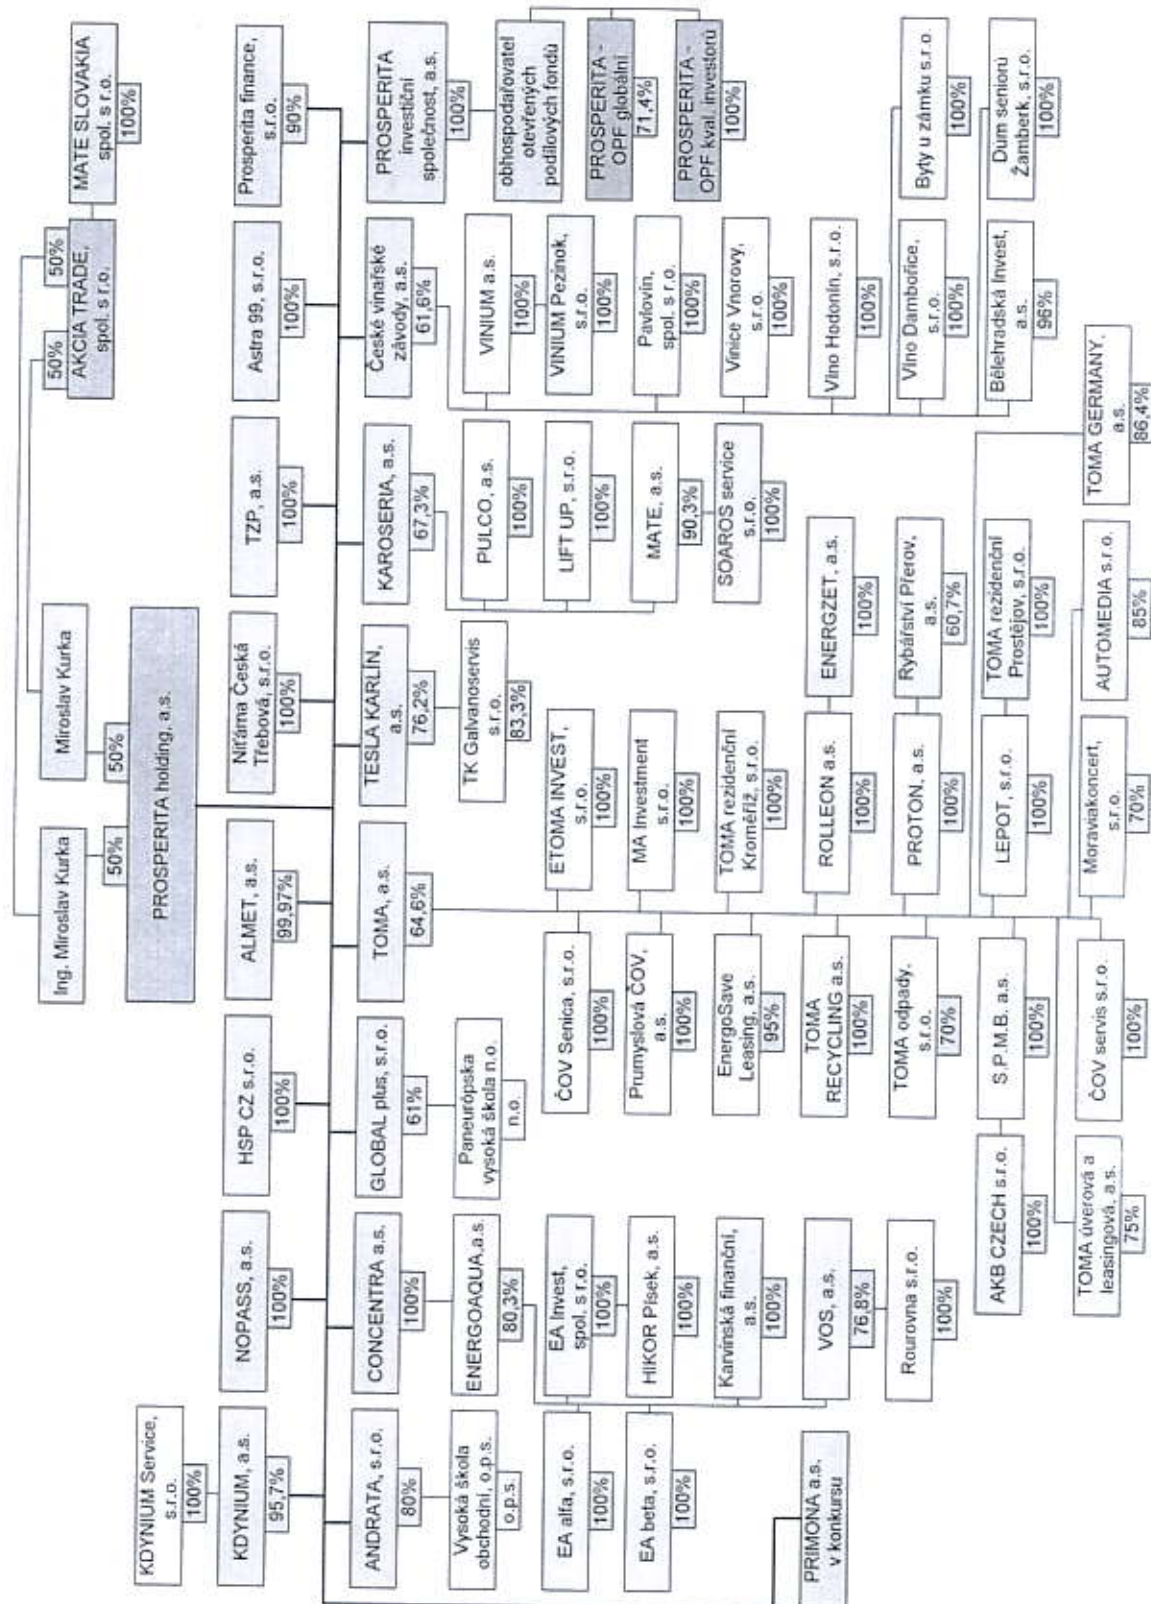 Ing. Miroslav Kurka
Miroslav Kurka
50%
50%
AKCIA TRADE,
spol. s r.o.
MATE SLOVAKIA
spol. s r.o.
100%
50%
50%
PROSPERITA holding, a.s.
KDYNIUM Service,
s.r.o.
100%
KDYNIUM, a.s.
95,7%
NOPASS, a.s.
100%
HSP CZ s.r.o.
100%
ALMET, a.s.
99,97%
Niťárna Česká
Třebová, s.r.o.
100%
TZP, a.s.
100%
Astra 99, s.r.o.
100%
Prosperita finance,
s.r.o.
90%
ANDRATA, s.r.o.
80%
CONCENTRA a.s.
100%
GLOBAL plus, s.r.o.
61%
TOMA, a.s.
64,6%
TESLA KARLÍN,
a.s.
76,2%
KAROSERIA, a.s.
67,3%
České vinařské
závody, a.s.
61,6%
PROSPERITA
investiční
společnost, a.s.
100%
Vysoká škola
obchodní, o.p.s.
o.p.s.
ENERGOAQUA,a.s.
80,3%
Paneurópska
vysoká škola n.o.
n.o.
TK Galvanoservis
s.r.o.
83,3%
PULCO, a.s.
100%
VINIUM a.s.
100%
obhospodařovatel
otevřených
podílových fondů
EA alfa, s.r.o.
100%
EA Invest,
spol. s r.o.
100%
ČOV Senica, s.r.o.
100%
ETOMA INVEST,
s.r.o.
100%
LIFT UP, s.r.o.
100%
VINIUM Pezinok,
s.r.o.
100%
PROSPERITA -
OPF globální
71,4%
EA beta, s.r.o.
100%
HIKOR Písek, a.s.
100%
Prumyslová ČOV,
a.s.
100%
MA Investment
s.r.o.
100%
MATE, a.s.
90,3%
Pavlovín,
spol. s r.o.
100%
PROSPERITA -
OPF kval. investorů
100%
Karvinská finanční,
a.s.
100%
EnergoSave
Leasing, a.s.
95%
TOMA rezidenční
Kroměříž, s.r.o.
100%
SOAROS service
s.r.o.
100%
Vinice Vnorovy,
s.r.o.
100%
PRIMONA a.s.
v konkursu
VOS, a.s.
76,8%
TOMA
RECYCLING a.s.
100%
ROLLEON a.s.
100%
ENERGZET, a.s.
100%
Víno Hodonín, s.r.o.
100%
Rourovna s.r.o.
100%
TOMA odpady,
s.r.o.
70%
PROTON, a.s.
100%
Rybářství Přerov,
a.s.
60,7%
Víno Dambořice,
s.r.o.
100%
Byty u zámku s.r.o.
100%
AKB CZECH s.r.o.
100%
S.P.M.B. a.s.
100%
LEPOT, s.r.o.
100%
TOMA rezidenční
Prostějov, s.r.o.
100%
Bělehradská Invest,
a.s.
96%
Dům seniorů
Žamberk, s.r.o.
100%
TOMA úverová a
leasingová, a.s.
75%
ČOV servis s.r.o.
100%
Moraviakoncert,
s.r.o.
70%
AUTOMEDIA s.r.o.
85%
TOMA GERMANY,
a.s.
86,4%